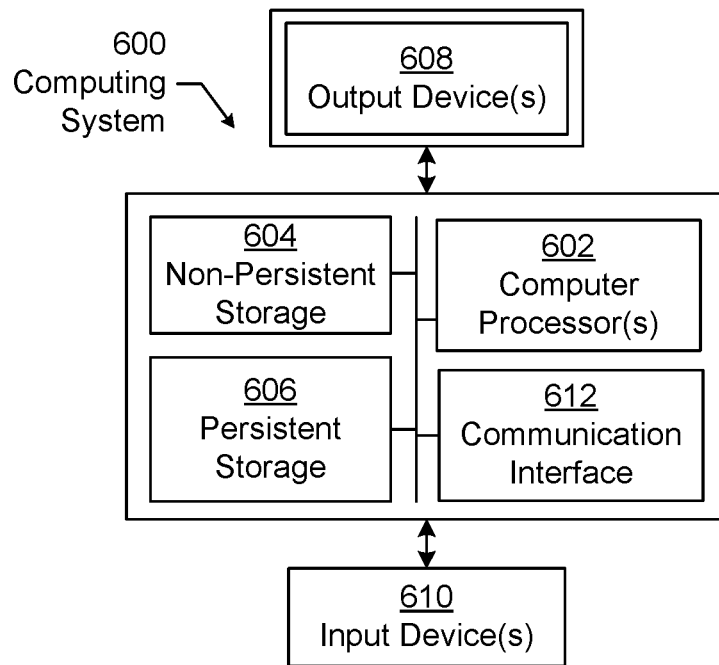 600
Computing
System
608
Output Device(s)
604
Non-Persistent
Storage
602
Computer
Processor(s)
606
Persistent
Storage
612
Communication
Interface
610
Input Device(s)